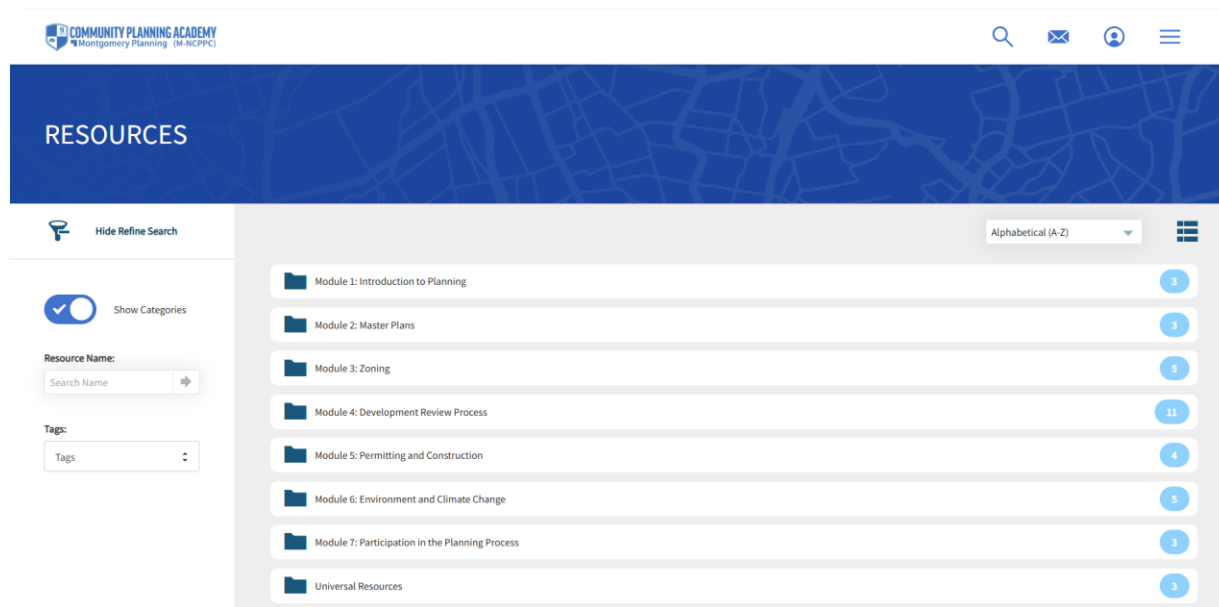 COMMUNITY PLANNING ACADEMY
Montgomery Planning (M-NCPPC)
RESOURCES
Hide Refine Search
Alphabetical (A-Z)
Show Categories
Resource Name:
Search Name
Tags:
Tags
Module 1: Introduction to Planning 3
Module 2: Master Plans 3
Module 3: Zoning 5
Module 4: Development Review Process 11
Module 5: Permitting and Construction 4
Module 6: Environment and Climate Change 5
Module 7: Participation in the Planning Process 3
Universal Resources 3